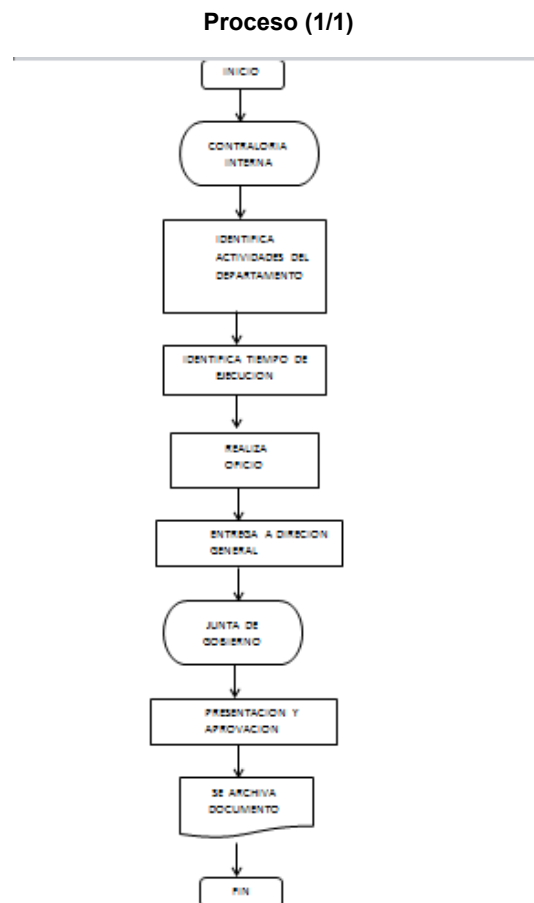 Proceso (1/1)
INICIO
CONTRALORIA
INTERNA
IDENTIFICA
ACTIVIDADES DEL
DEPARTAMENTO
IDENTIFICA TIEMPO DE
EJECUCION
REALIZA
OFICIO
ENTREGA A DIRECION
GENERAL
JUNTA DE
GOBIERNO
PRESENTACION Y
APROVACION
SE ARCHIVA
DOCUMENTO
FIN